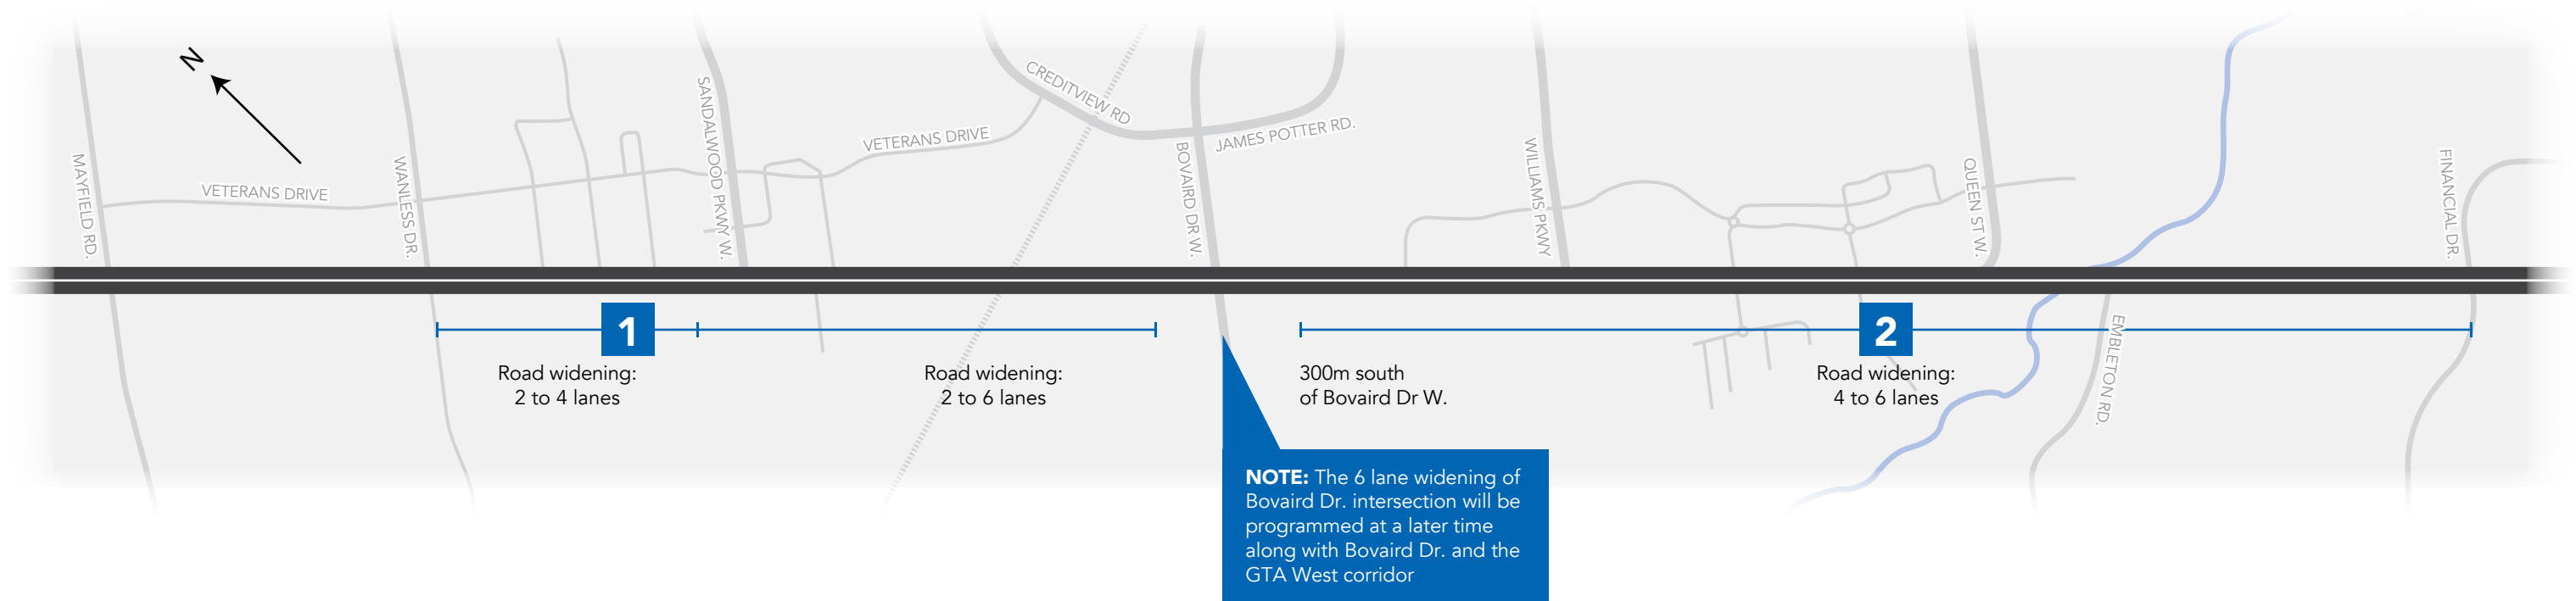 N
MAYFIELD RD.
VETERANS DRIVE
WANLESS DR.
SANDALWOOD PKWY W.
VETERANS DRIVE
CREDITVIEW RD
BOVAIRD DR W.
JAMES POTTER RD.
WILLIAMS PKWY
QUEEN ST W.
FINANCIAL DR.
EMBLETON RD.
1
Road widening:
2 to 4 lanes
Road widening:
2 to 6 lanes
300m south
of Bovaird Dr W.
2
Road widening:
4 to 6 lanes
NOTE: The 6 lane widening of
Bovaird Dr. intersection will be
programmed at a later time
along with Bovaird Dr. and the
GTA West corridor